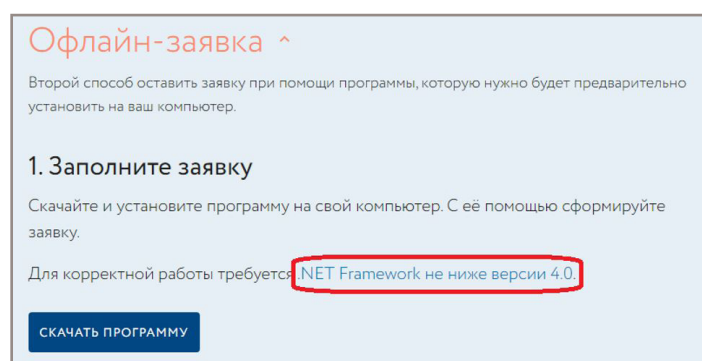 Офлайн-заявка
Второй способ оставить заявку при помощи программы, которую нужно будет предварительно
установить на ваш компьютер.
1. Заполните заявку
Скачайте и установите программу на свой компьютер. С её помощью сформируйте
заявку.
Для корректной работы требуется .NET Framework не ниже версии 4.0.
СКАЧАТЬ ПРОГРАММУ